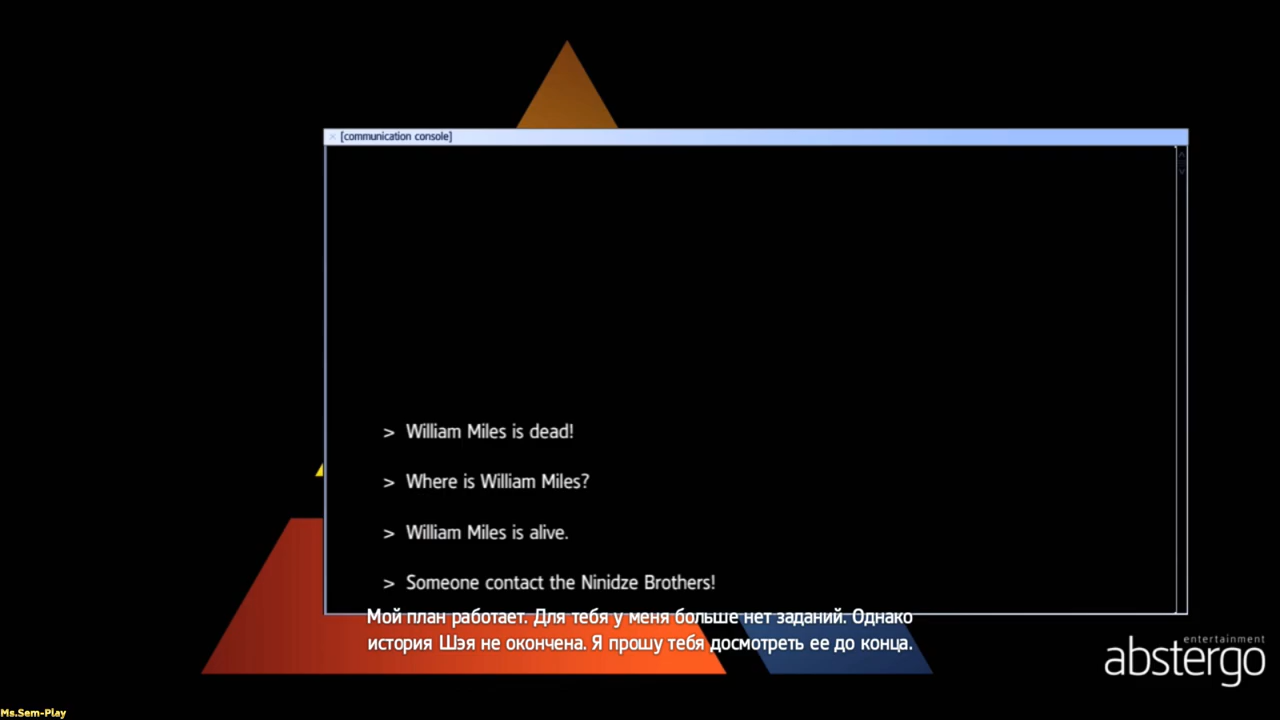 [communication console]
> William Miles is dead!
> Where is William Miles?
> William Miles is alive.
> Someone contact the Ninidze Brothers!
Мой план работает. Для тебя у меня больше нет заданий. Однако
история Шэя не окончена. Я прошу тебя досмотреть ее до конца.
entertainment
abstergo
Ms.Sem-Play